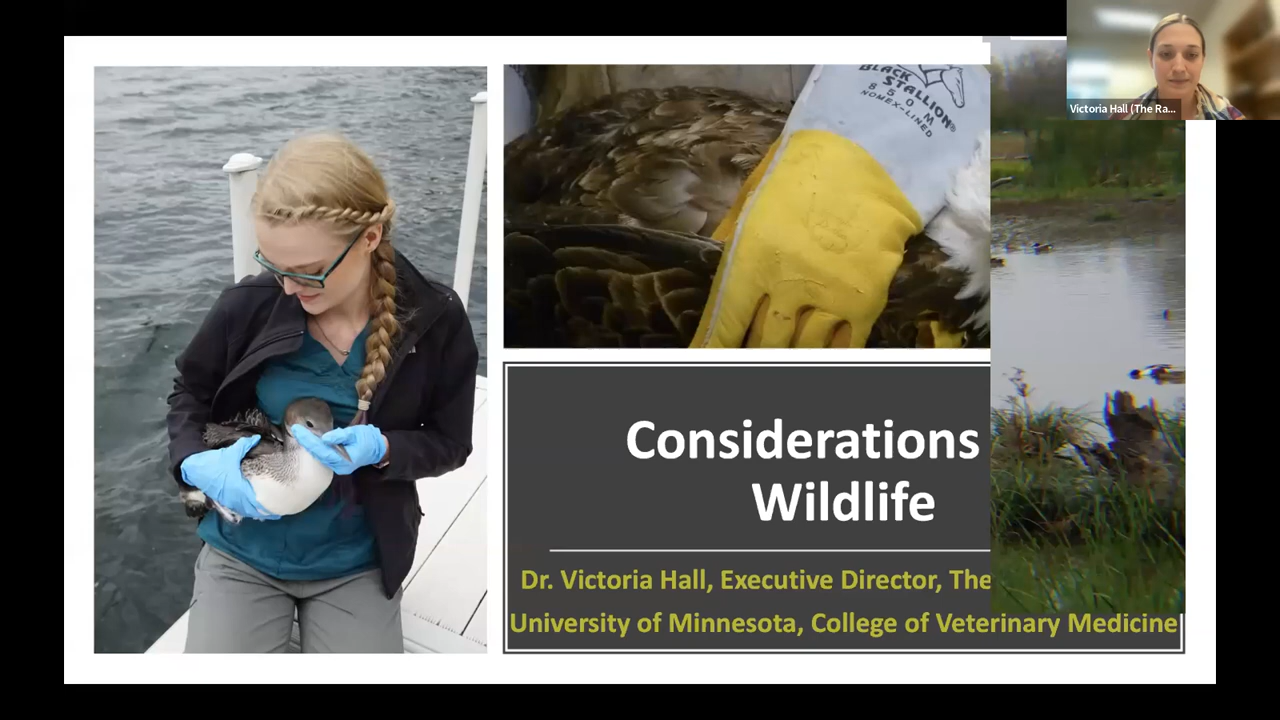 Victoria Hall (The Ra...
BLACK
STALLION®
850M
NOMEX-LINED
Considerations
Wildlife
Dr. Victoria Hall, Executive Director, The
University of Minnesota, College of Veterinary Medicine